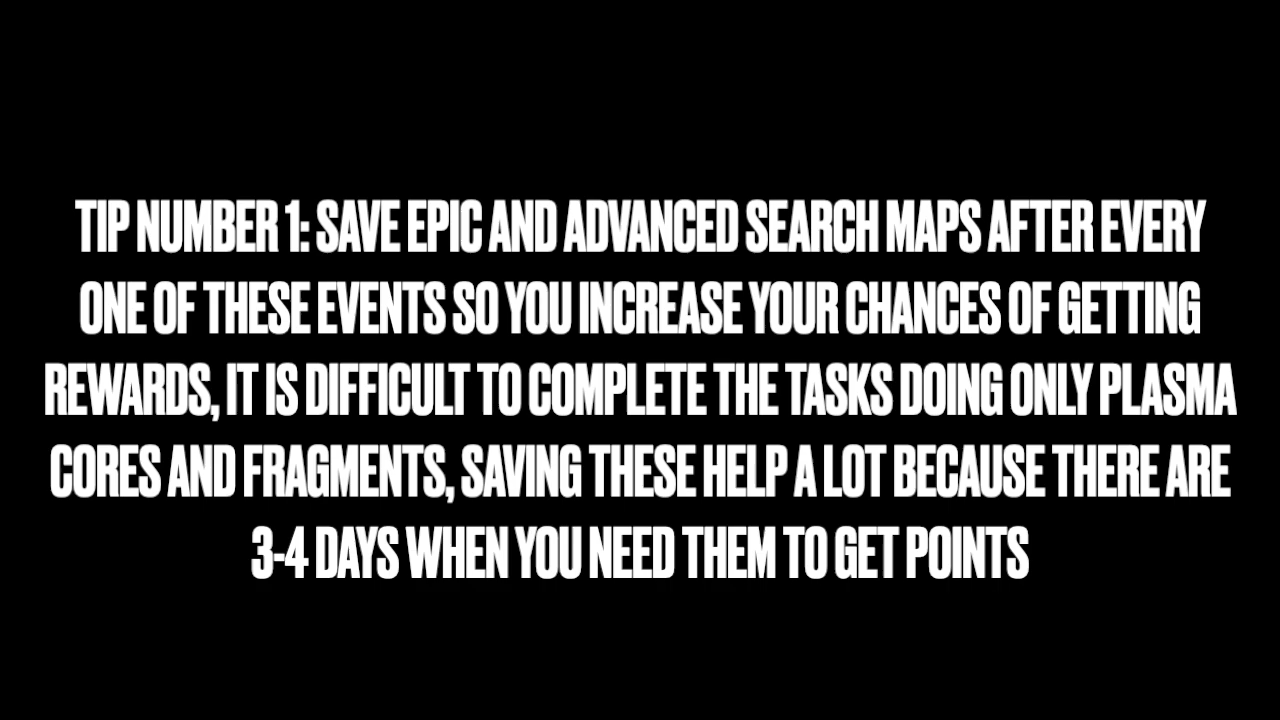 TIP NUMBER 1: SAVE EPIC AND ADVANCED SEARCH MAPS AFTER EVERY
ONE OF THESE EVENTS SO YOU INCREASE YOUR CHANCES OF GETTING
REWARDS, IT IS DIFFICULT TO COMPLETE THE TASKS DOING ONLY PLASMA
CORES AND FRAGMENTS, SAVING THESE HELP A LOT BECAUSE THERE ARE
3-4 DAYS WHEN YOU NEED THEM TO GET POINTS